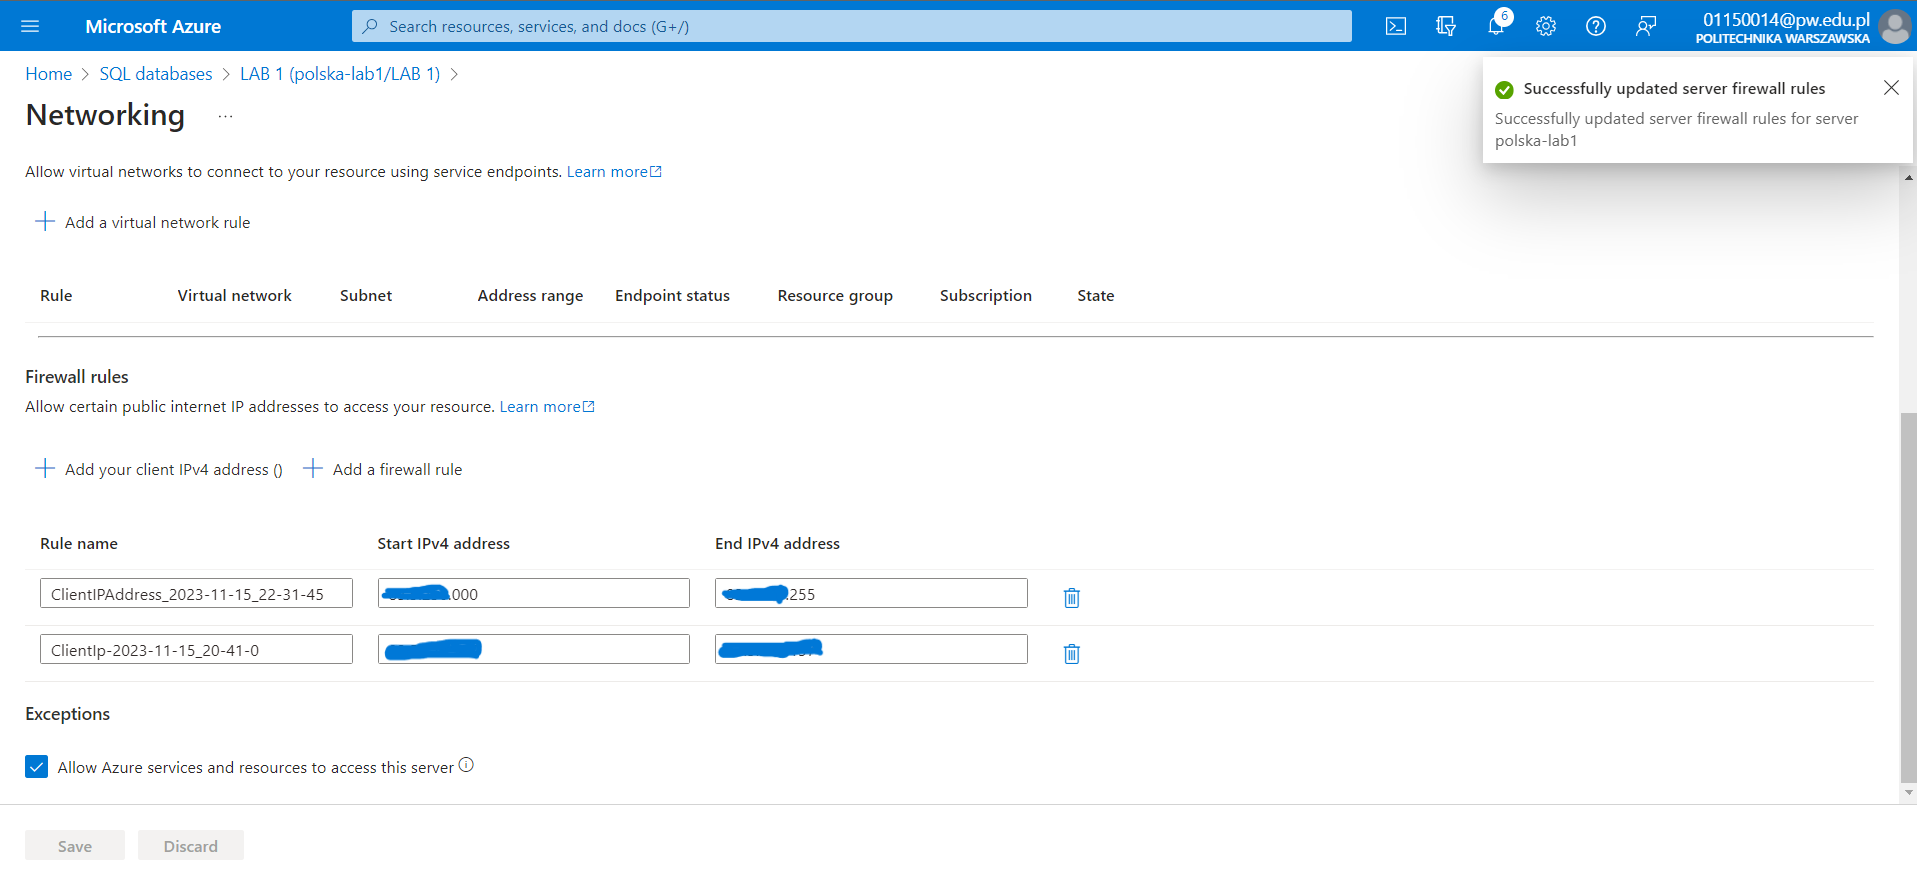 Microsoft Azure
Search resources, services, and docs (G+/)
6
01150014@pw.edu.pl
POLITECHNIKA WARSZAWSKA
Home > SQL databases > LAB 1 (polska-lab1/LAB 1) >
Networking ...
Successfully updated server firewall rules
Successfully updated server firewall rules for server
polska-lab1
Allow virtual networks to connect to your resource using service endpoints. Learn more
+ Add a virtual network rule
Rule Virtual network Subnet Address range Endpoint status Resource group Subscription State
Firewall rules
Allow certain public internet IP addresses to access your resource. Learn more
+ Add your client IPv4 address () + Add a firewall rule
Rule name Start IPv4 address End IPv4 address
ClientIPAddress_2023-11-15_22-31-45 .000 .255
ClientIp-2023-11-15_20-41-0
Exceptions
Allow Azure services and resources to access this server
Save Discard